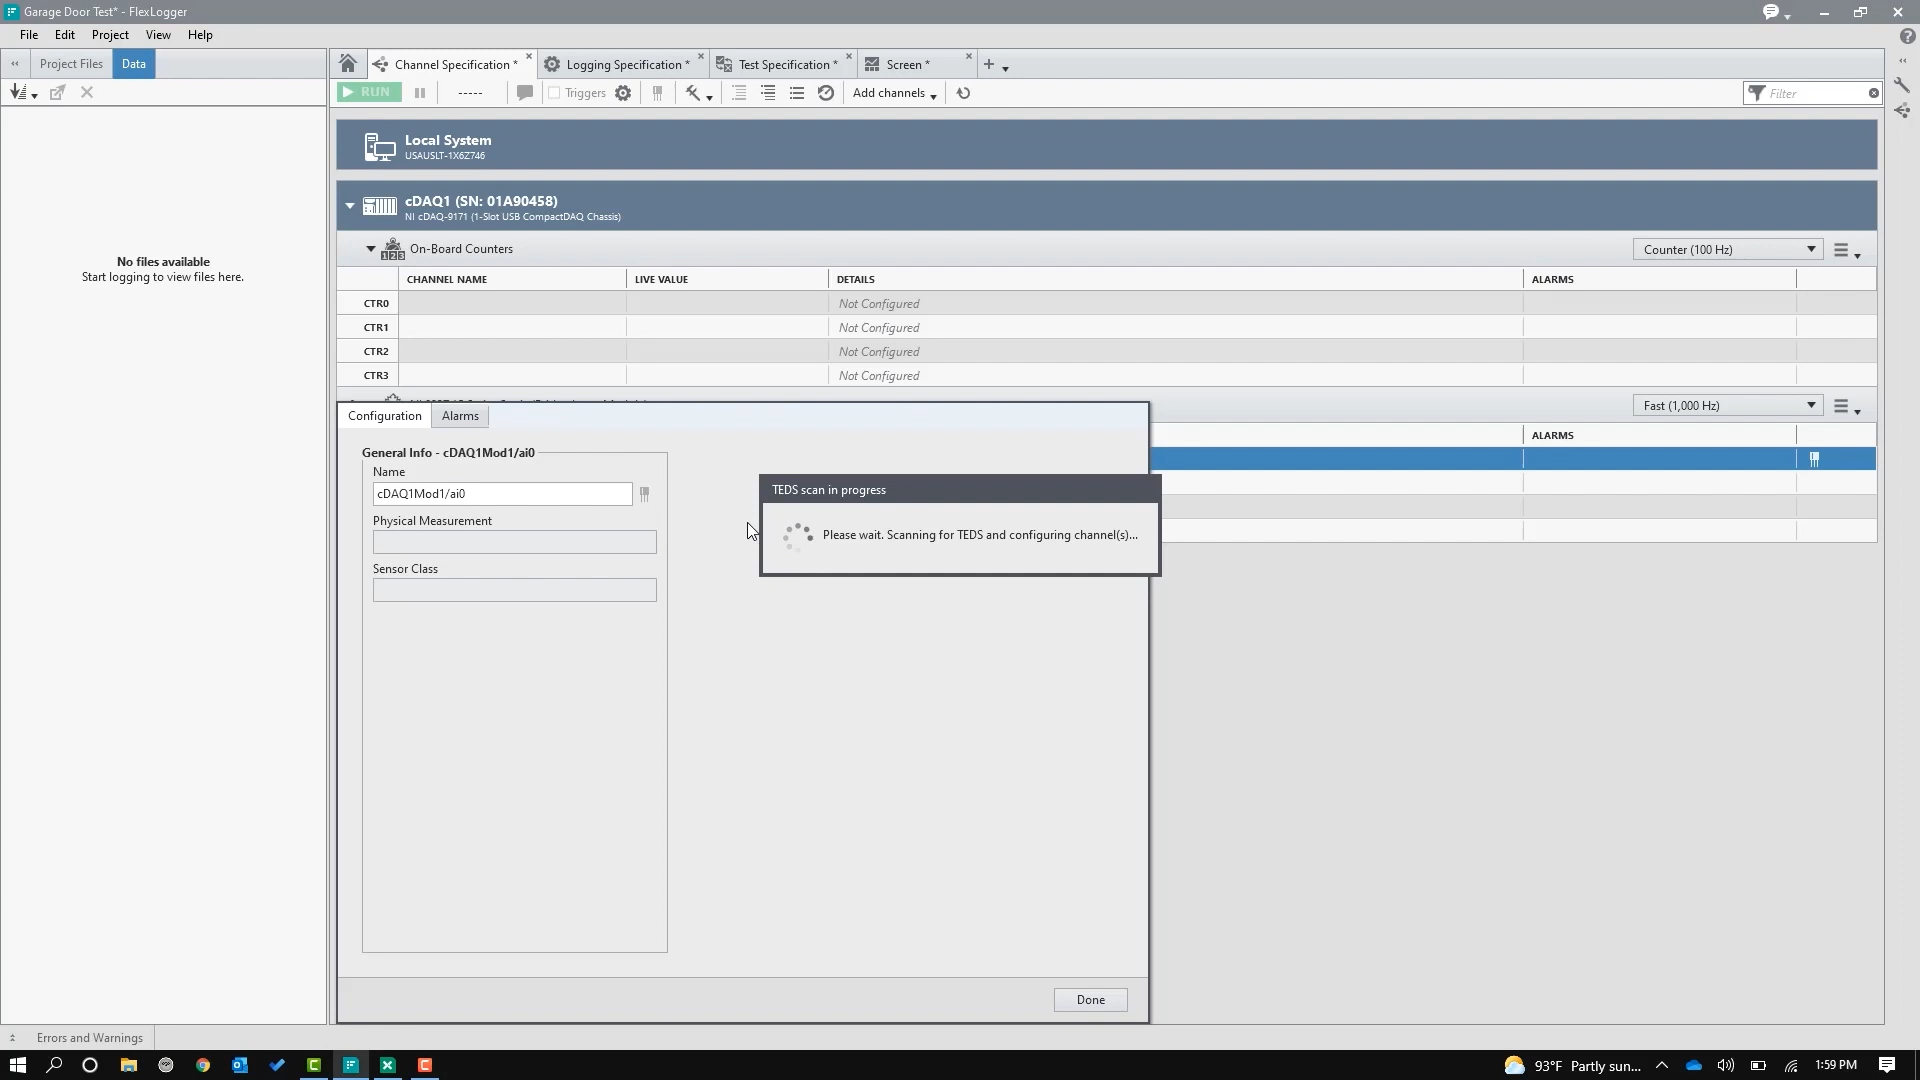 Garage Door Test* - FlexLogger
File Edit Project View Help
Project Files Data
Channel Specification * Logging Specification * Test Specification * Screen *
RUN ----- Triggers Add channels Filter
No files available
Start logging to view files here.
Local System
USAUSLT-1X6Z746
cDAQ1 (SN: 01A90458)
NI cDAQ-9171 (1-Slot USB CompactDAQ Chassis)
On-Board Counters Counter (100 Hz)
CHANNEL NAME LIVE VALUE DETAILS ALARMS
CTR0 Not Configured
CTR1 Not Configured
CTR2 Not Configured
CTR3 Not Configured
Fast (1,000 Hz)
ALARMS
Configuration Alarms
General Info - cDAQ1Mod1/ai0
Name
cDAQ1Mod1/ai0
Physical Measurement
Sensor Class
TEDS scan in progress
Please wait. Scanning for TEDS and configuring channel(s)...
Done
Errors and Warnings
93°F Partly sun... 1:59 PM